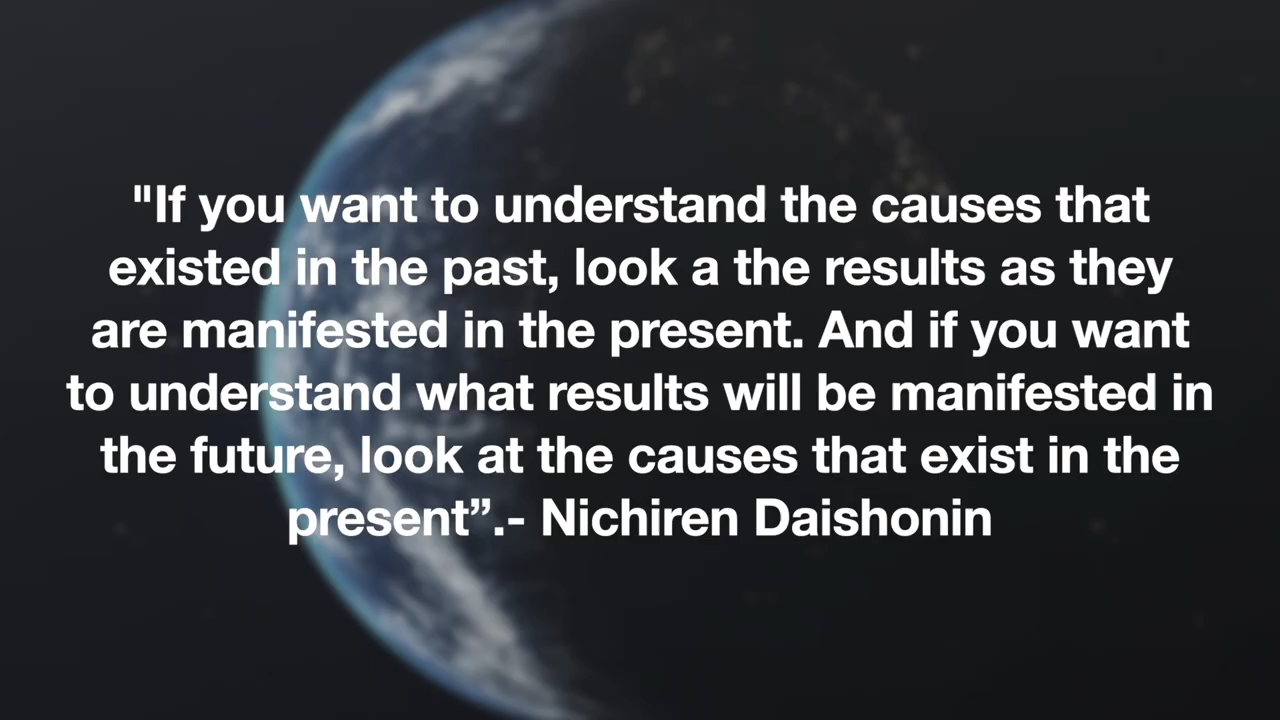 "If you want to understand the causes that
existed in the past, look a the results as they
are manifested in the present. And if you want
to understand what results will be manifested in
the future, look at the causes that exist in the
present”.- Nichiren Daishonin